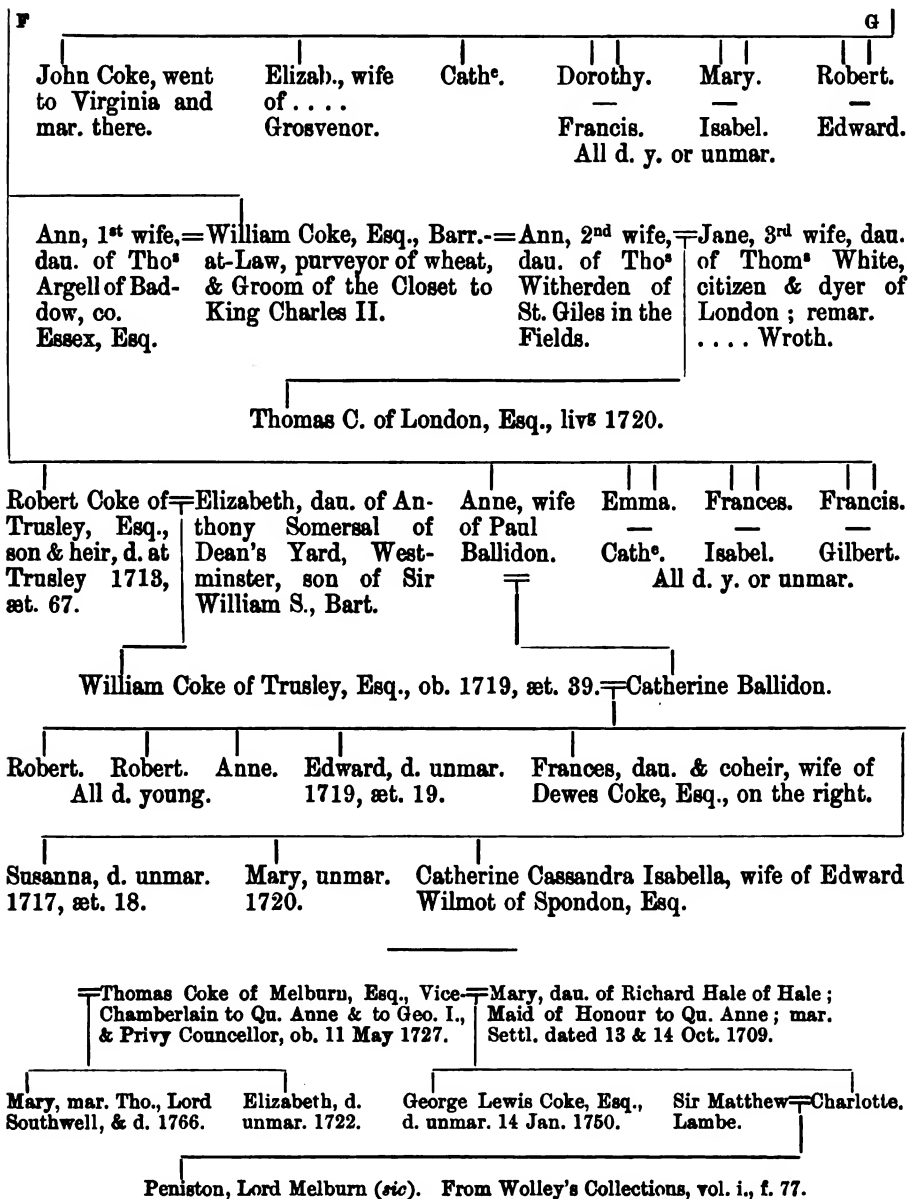 F G
John Coke, went to Virginia and mar. there.
Elizab., wife of . . . . Grosvenor.
Cathe.
Dorothy. — Francis.
Mary. — Isabel.
Robert. — Edward.
All d. y. or unmar.
Ann, 1st wife, dau. of Thos Argell of Baddow, co. Essex, Esq.
=William Coke, Esq., Barr.-at-Law, purveyor of wheat, & Groom of the Closet to King Charles II.
=Ann, 2nd wife, dau. of Thos Witherden of St. Giles in the Fields.
=Jane, 3rd wife, dau. of Thoms White, citizen & dyer of London ; remar. . . . . Wroth.
Thomas C. of London, Esq., livg 1720.
Robert Coke of Trusley, Esq., son & heir, d. at Trusley 1713, æt. 67.
=Elizabeth, dau. of Anthony Somersal of Dean's Yard, Westminster, son of Sir William S., Bart.
Anne, wife of Paul Ballidon.
Emma. — Cathe.
Frances. — Isabel.
Francis. — Gilbert.
All d. y. or unmar.
William Coke of Trusley, Esq., ob. 1719, æt. 39.=Catherine Ballidon.
Robert. Robert. Anne.
All d. young.
Edward, d. unmar. 1719, æt. 19.
Frances, dau. & coheir, wife of Dewes Coke, Esq., on the right.
Susanna, d. unmar. 1717, æt. 18.
Mary, unmar. 1720.
Catherine Cassandra Isabella, wife of Edward Wilmot of Spondon, Esq.
=Thomas Coke of Melburn, Esq., Vice-Chamberlain to Qu. Anne & to Geo. I., & Privy Councellor, ob. 11 May 1727.
=Mary, dau. of Richard Hale of Hale ; Maid of Honour to Qu. Anne ; mar. Settl. dated 13 & 14 Oct. 1709.
Mary, mar. Tho., Lord Southwell, & d. 1766.
Elizabeth, d. unmar. 1722.
George Lewis Coke, Esq., d. unmar. 14 Jan. 1750.
Sir Matthew Lambe.=Charlotte.
Peniston, Lord Melburn (sic). From Wolley's Collections, vol. i., f. 77.